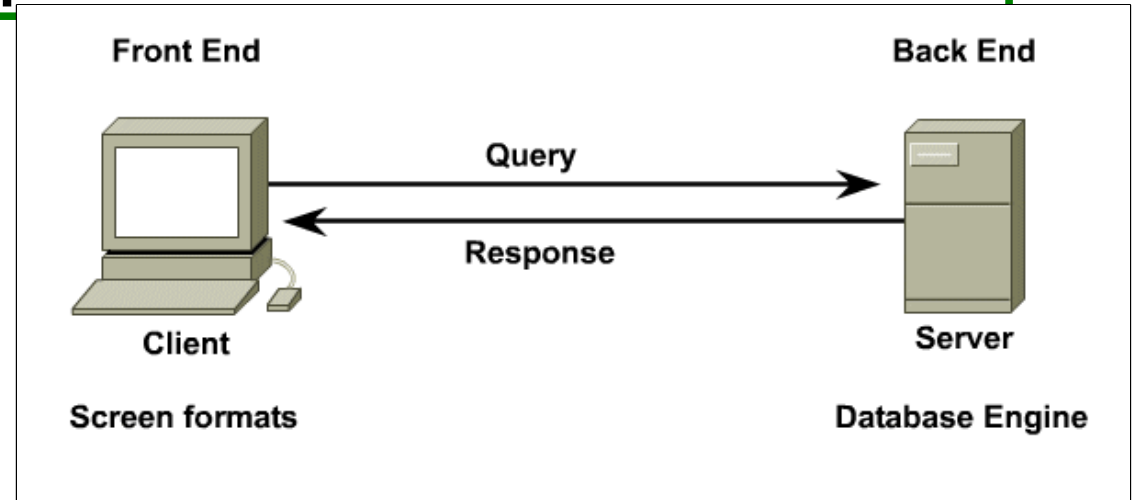 Front End
Back End
Query
Response
Client
Server
Screen formats
Database Engine